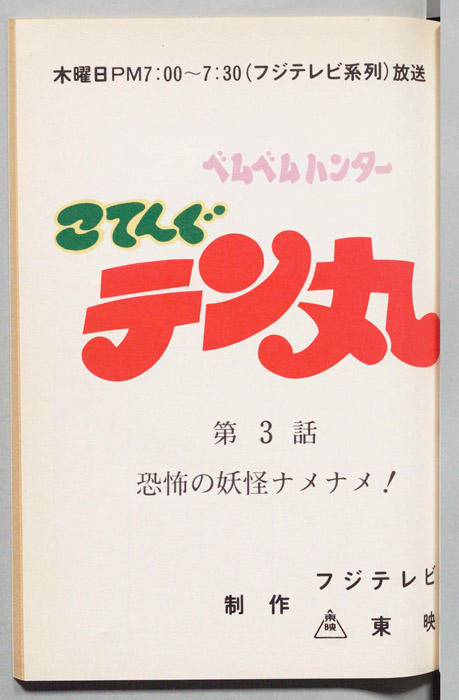 木曜日PM7:00〜7:30(フジテレビ系列)放送
ベムベムハンター
こてんぐ
テン丸
第 3 話
恐怖の妖怪ナメナメ!
フジテレビ
制 作
東映 東 映